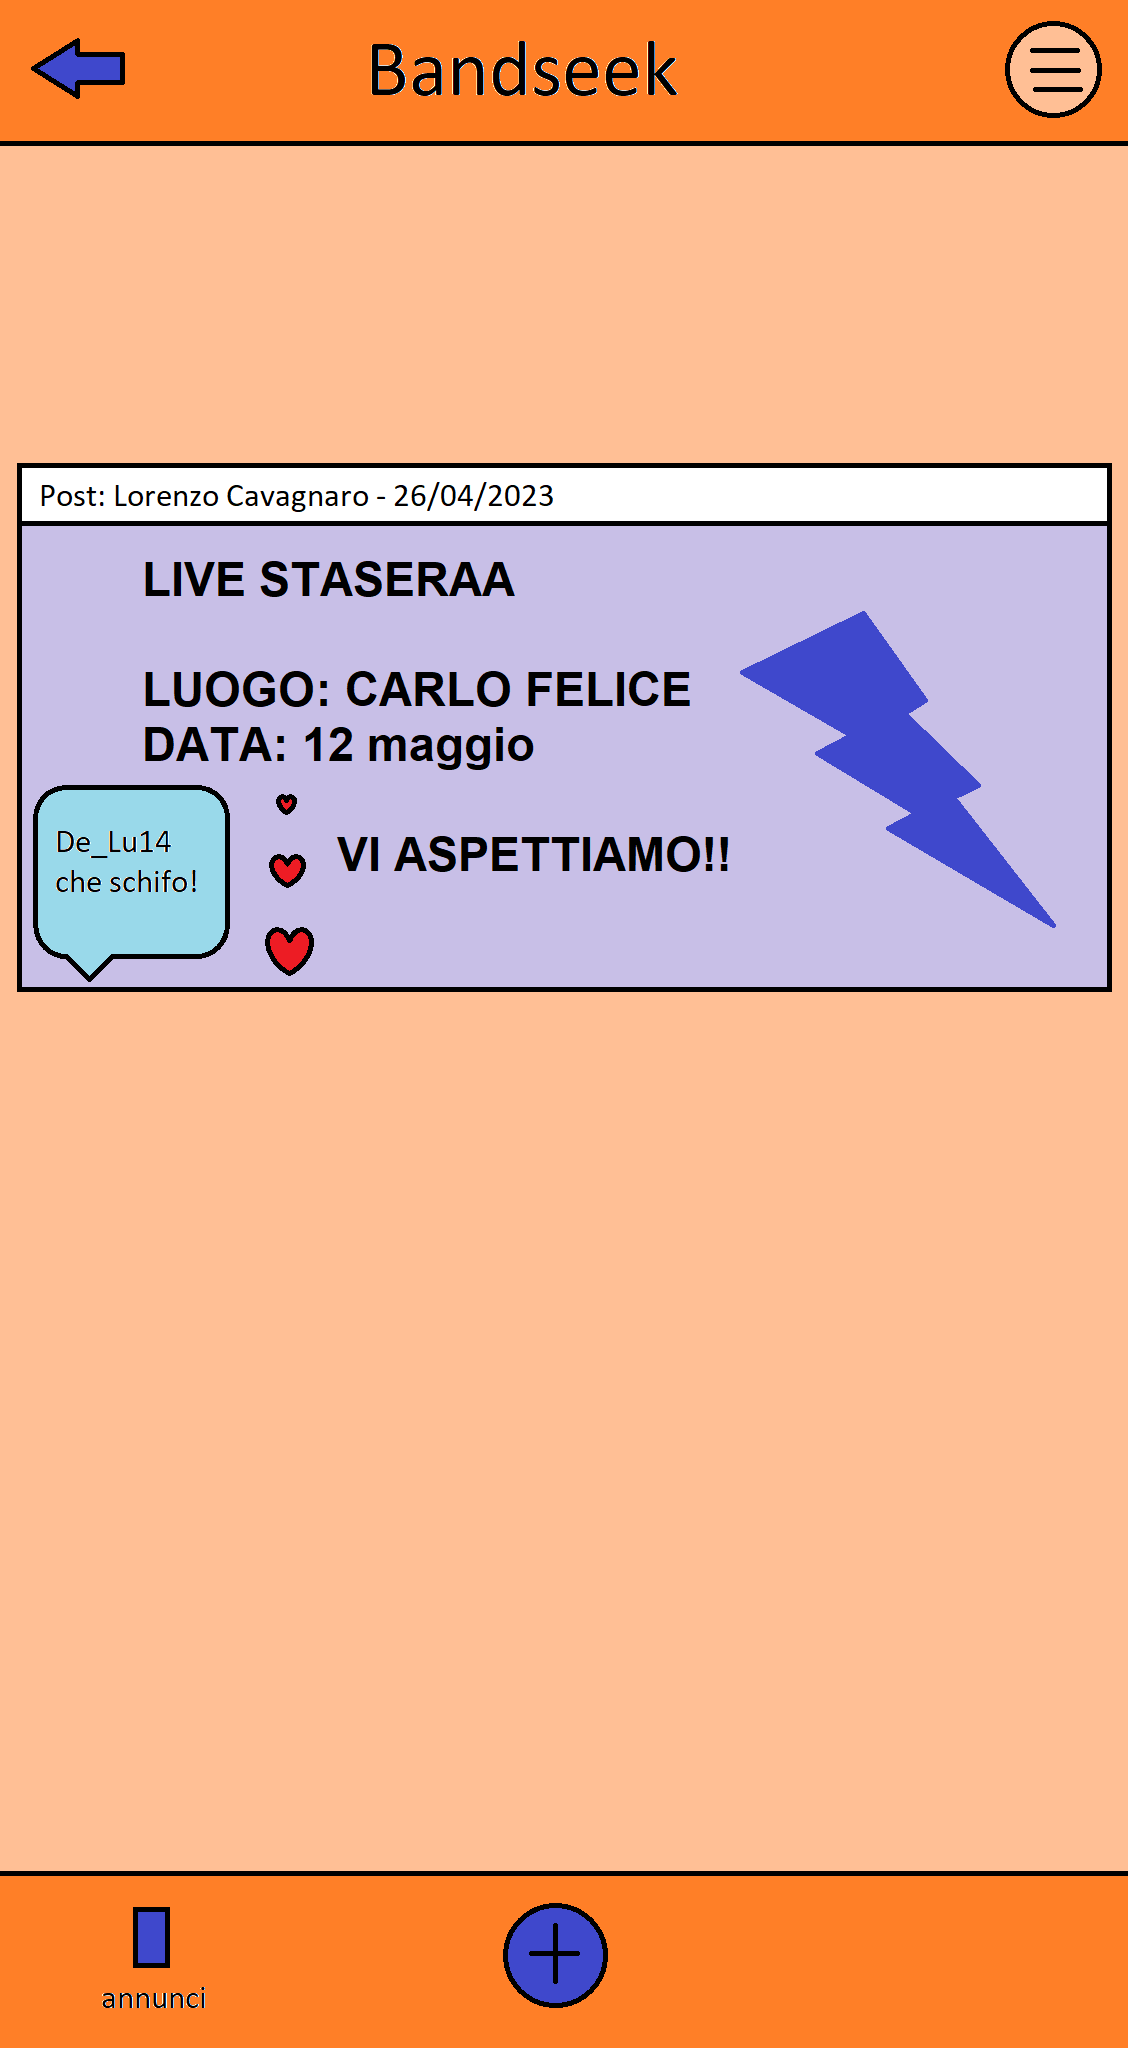 Bandseek
Post: Lorenzo Cavagnaro - 26/04/2023
LIVE STASERAA
LUOGO: CARLO FELICE
DATA: 12 maggio
VI ASPETTIAMO!!
De_Lu14
che schifo!
annunci